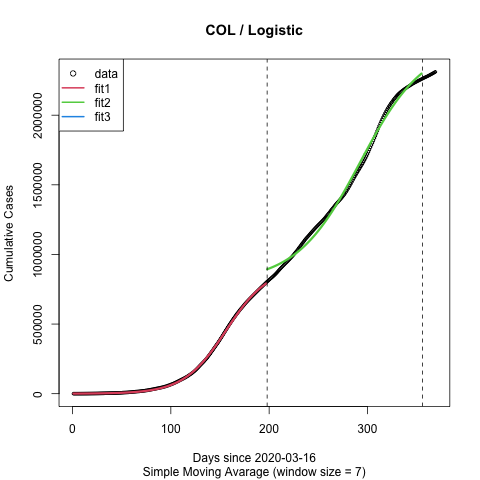 COL / Logistic
data
fit1
fit2
fit3
Cumulative Cases
0
500000
1000000
1500000
2000000
0
100
200
300
Days since 2020-03-16
Simple Moving Avarage (window size = 7)